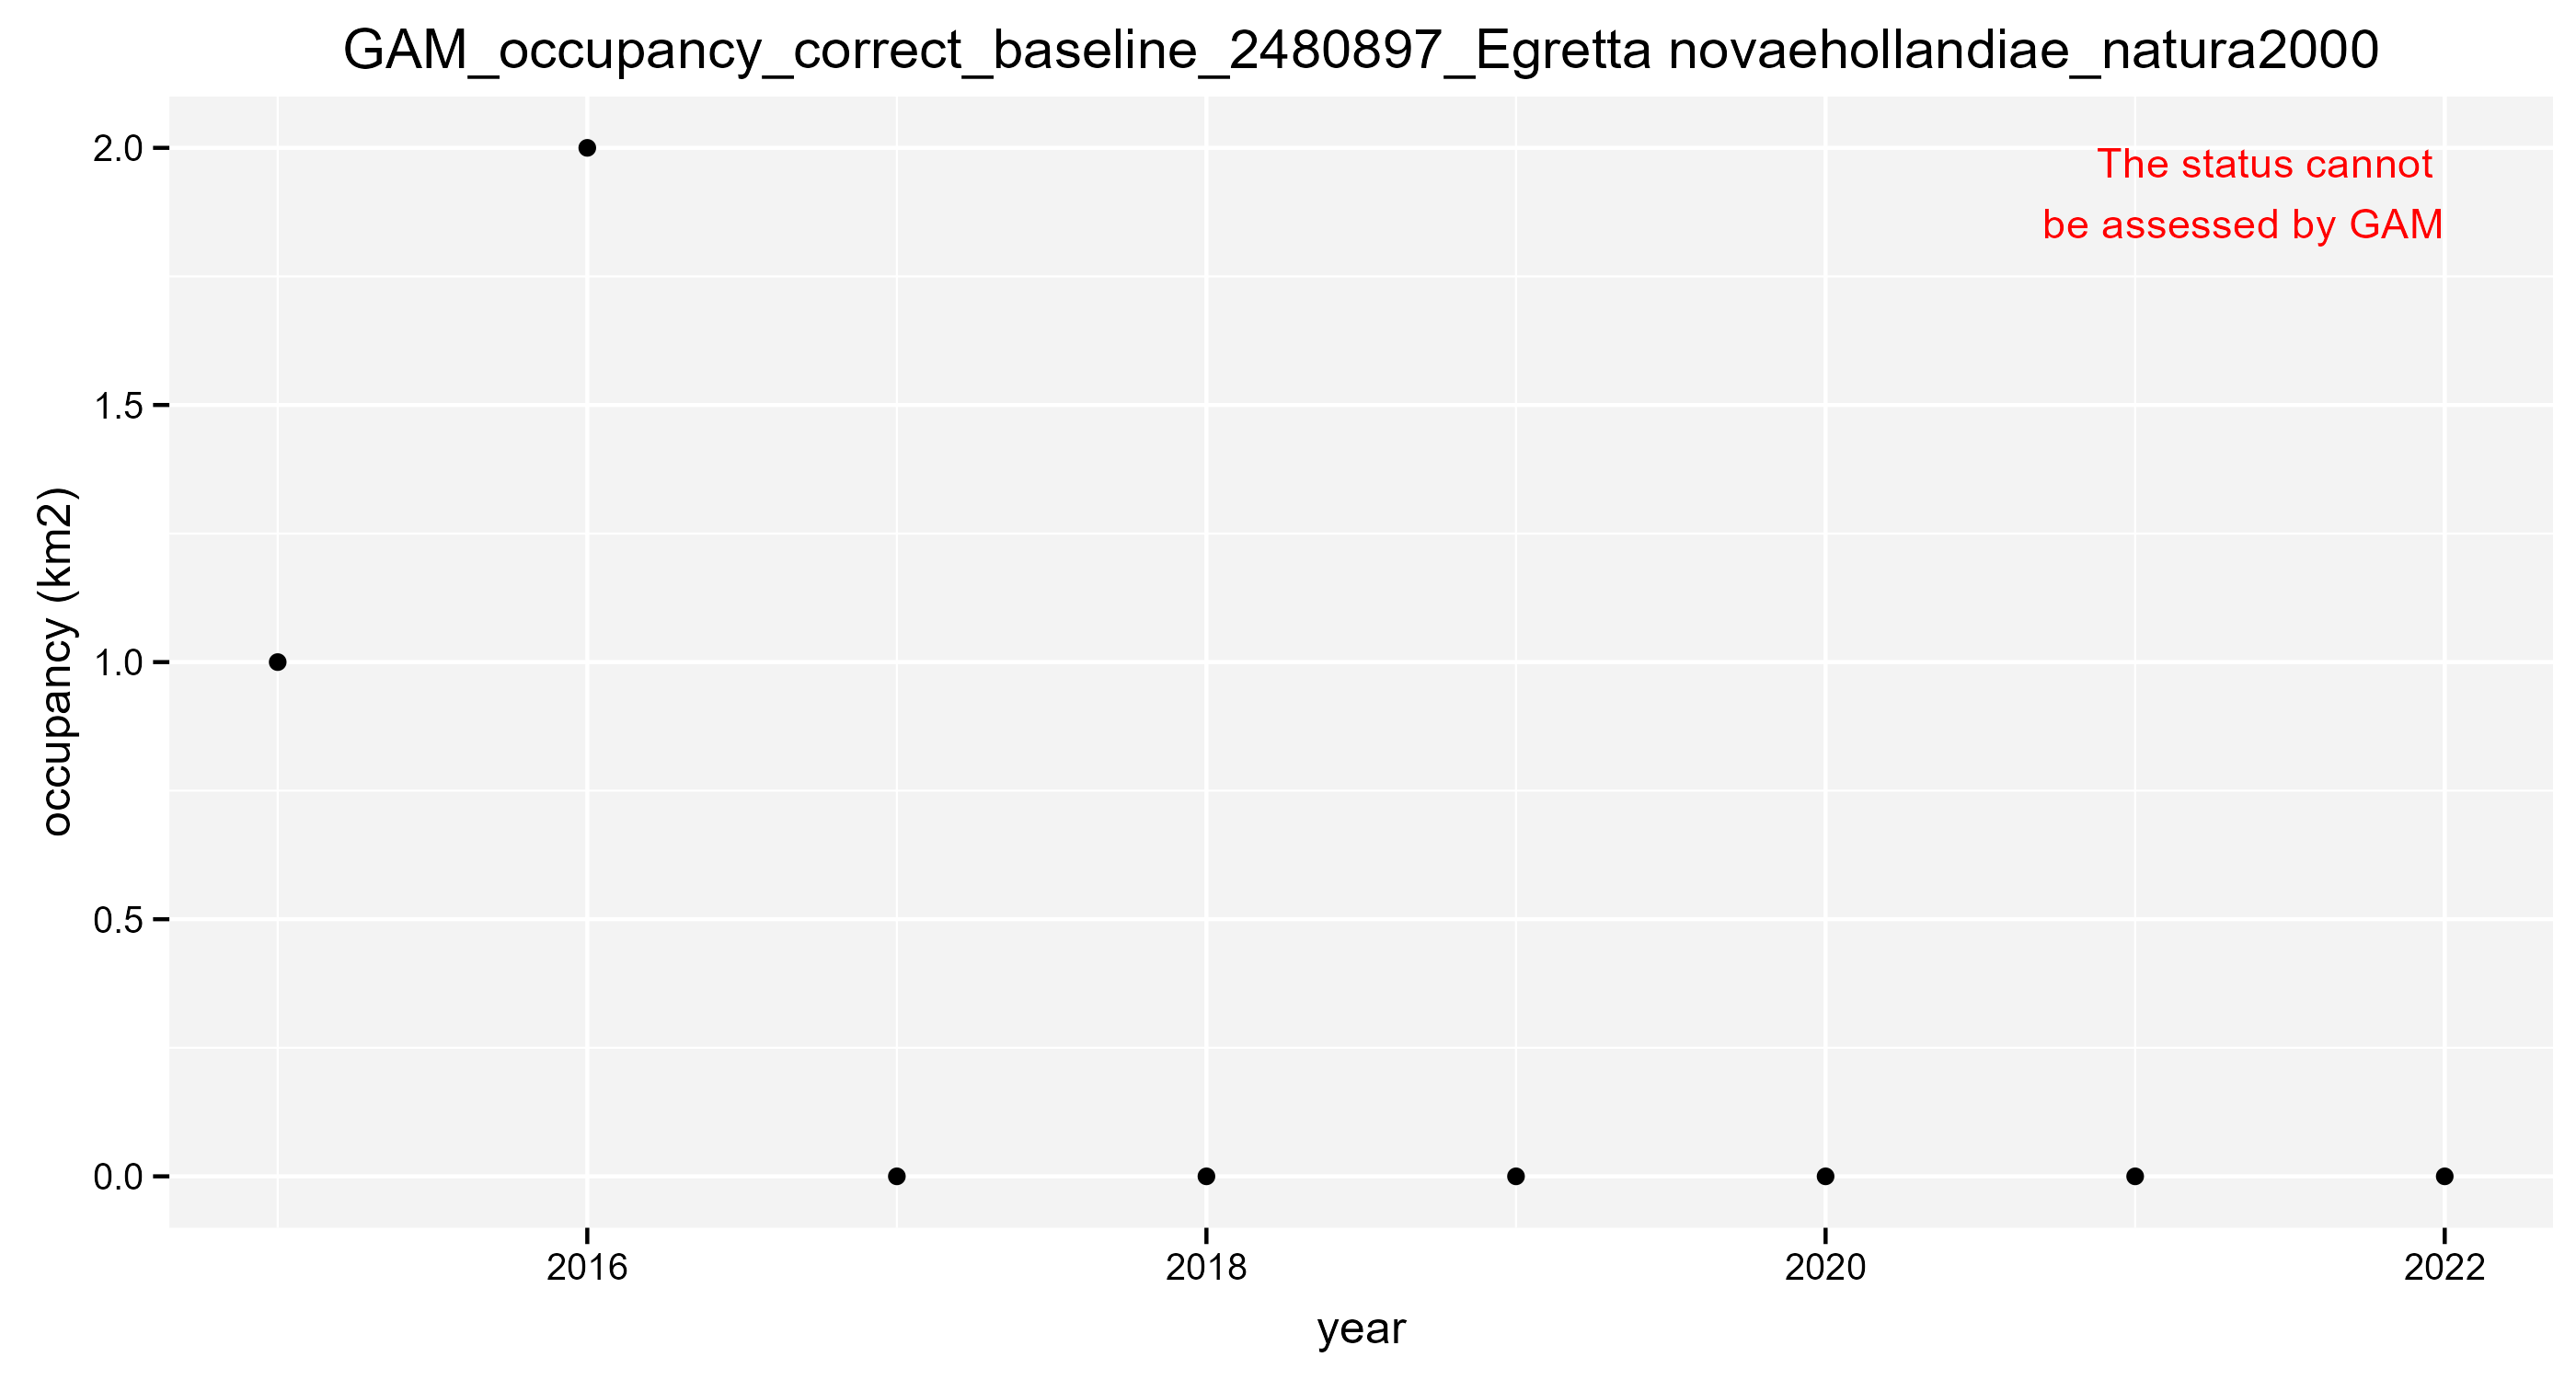 GAM_occupancy_correct_baseline_2480897_Egretta novaehollandiae_natura2000
The status cannot
be assessed by GAM
occupancy (km2)
2.0
1.5
1.0
0.5
0.0
2016 2018 2020 2022
year